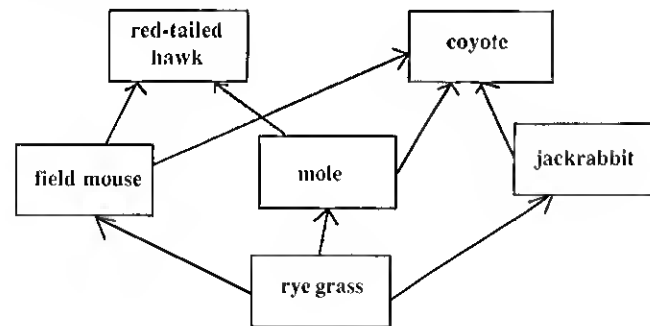 red-tailed
hawk
coyote
field mouse
mole
jackrabbit
rye grass